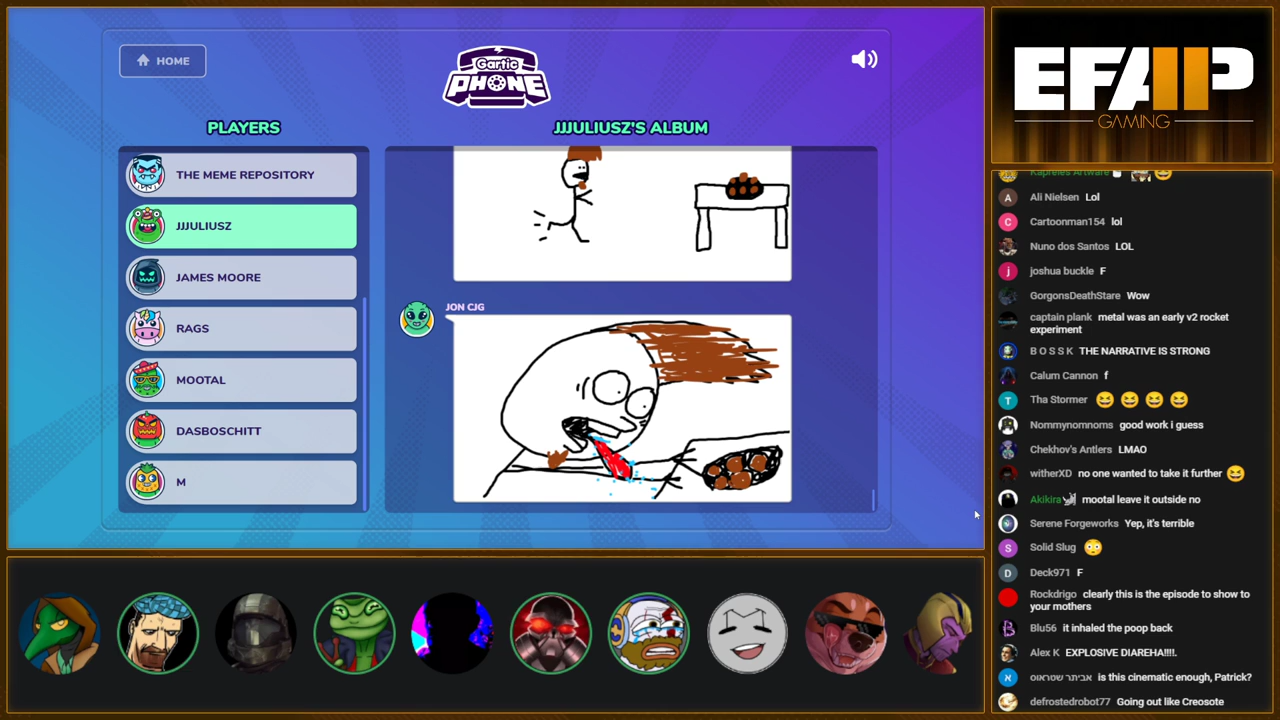 HOME
Gartic
PHONE
PLAYERS
JJJULIUSZ'S ALBUM
THE MEME REPOSITORY
JJJULIUSZ
JAMES MOORE
RAGS
MOOTAL
DASBOSCHITT
M
JON CJG
EFAP
GAMING
Kapreles Artware
Ali Nielsen Lol
Cartoonman154 lol
Nuno dos Santos LOL
joshua buckle F
GorgonsDeathStare Wow
captain plank metal was an early v2 rocket
experiment
B O S S K THE NARRATIVE IS STRONG
Calum Cannon f
Tha Stormer 😆 😆 😆 😆
Nommynomnoms good work i guess
Chekhov's Antlers LMAO
witherXD no one wanted to take it further 😆
Akikira mootal leave it outside no
Serene Forgeworks Yep, it's terrible
Solid Slug 😳
Deck971 F
Rockdrigo clearly this is the episode to show to
your mothers
Blu56 it inhaled the poop back
Alex K EXPLOSIVE DIAREHA!!!!.
אביתר שטראוס is this cinematic enough, Patrick?
defrostedrobot77 Going out like Creosote